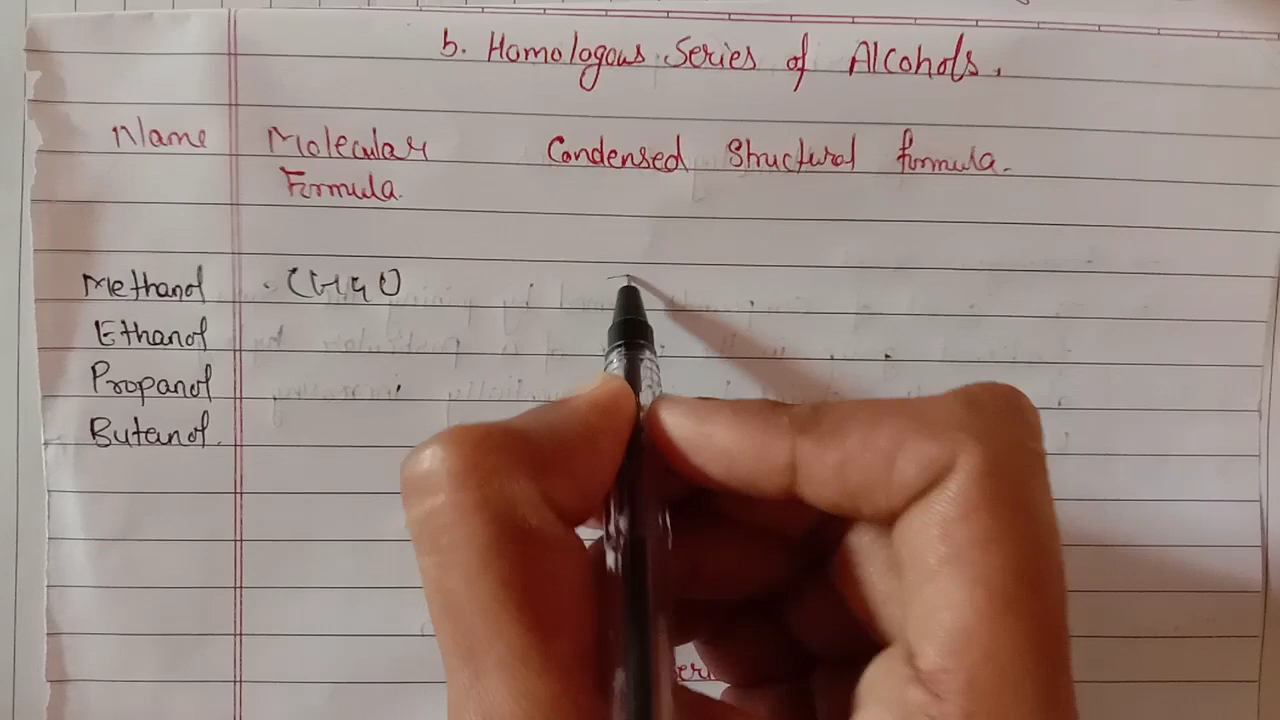 b. Homologous Series of Alcohols.
Name Molecular Condensed Structural formula.
Formula.
Methanol . CH4O
Ethanol
Propanol
Butanol.